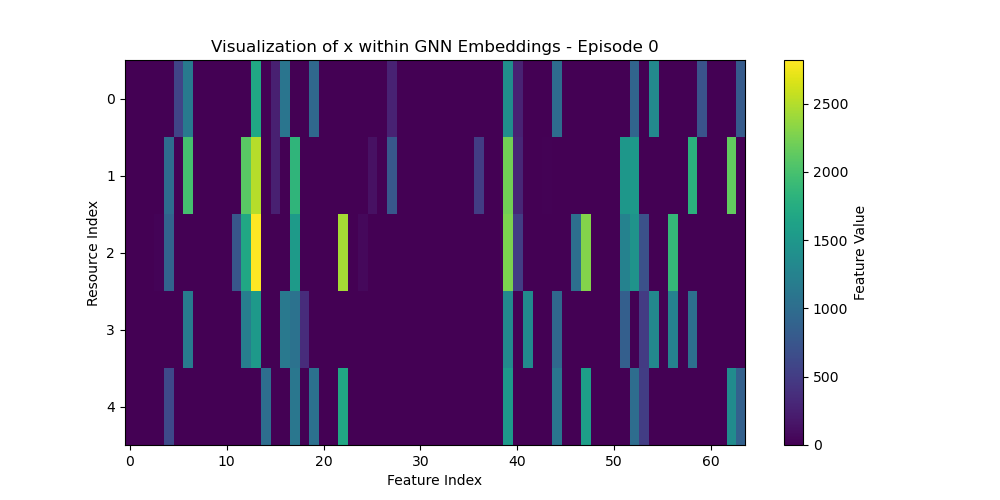 Visualization of x within GNN Embeddings - Episode 0
Resource Index
0
1
2
3
4
0 10 20 30 40 50 60
Feature Index
2500
2000
1500
1000
500
0
Feature Value